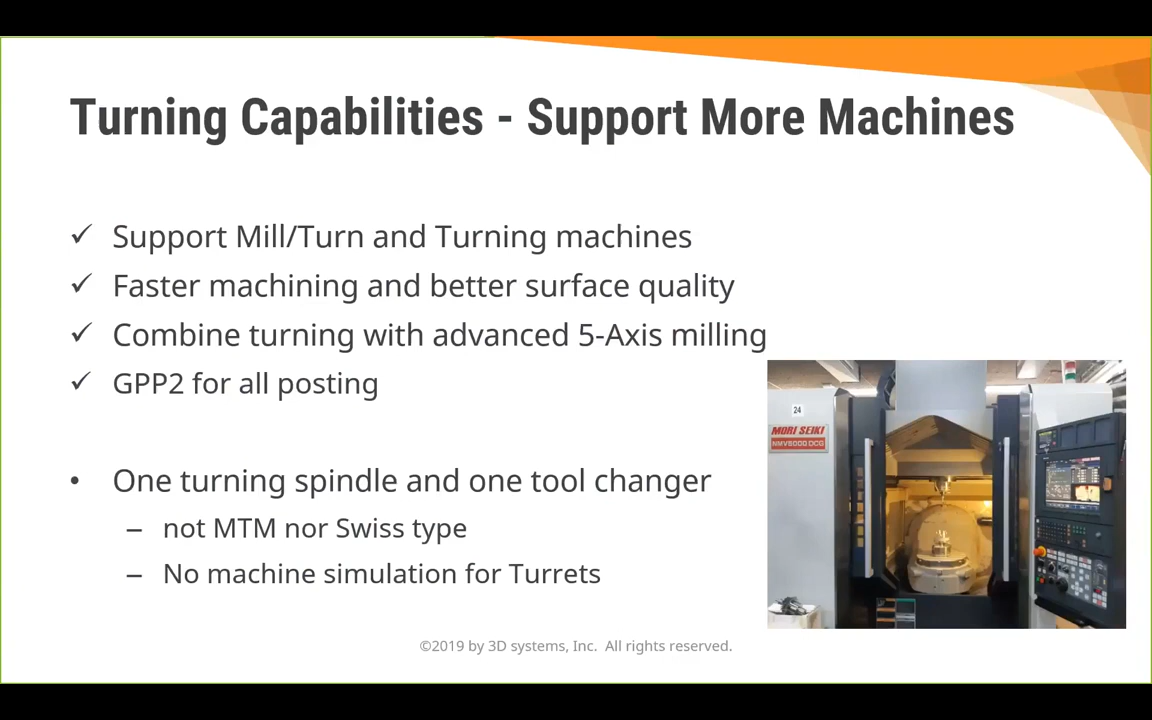 Turning Capabilities - Support More Machines
✓ Support Mill/Turn and Turning machines
✓ Faster machining and better surface quality
✓ Combine turning with advanced 5-Axis milling
✓ GPP2 for all posting
• One turning spindle and one tool changer
– not MTM nor Swiss type
– No machine simulation for Turrets
24
MORI SEIKI
NMV8000 DCG
©2019 by 3D systems, Inc. All rights reserved.